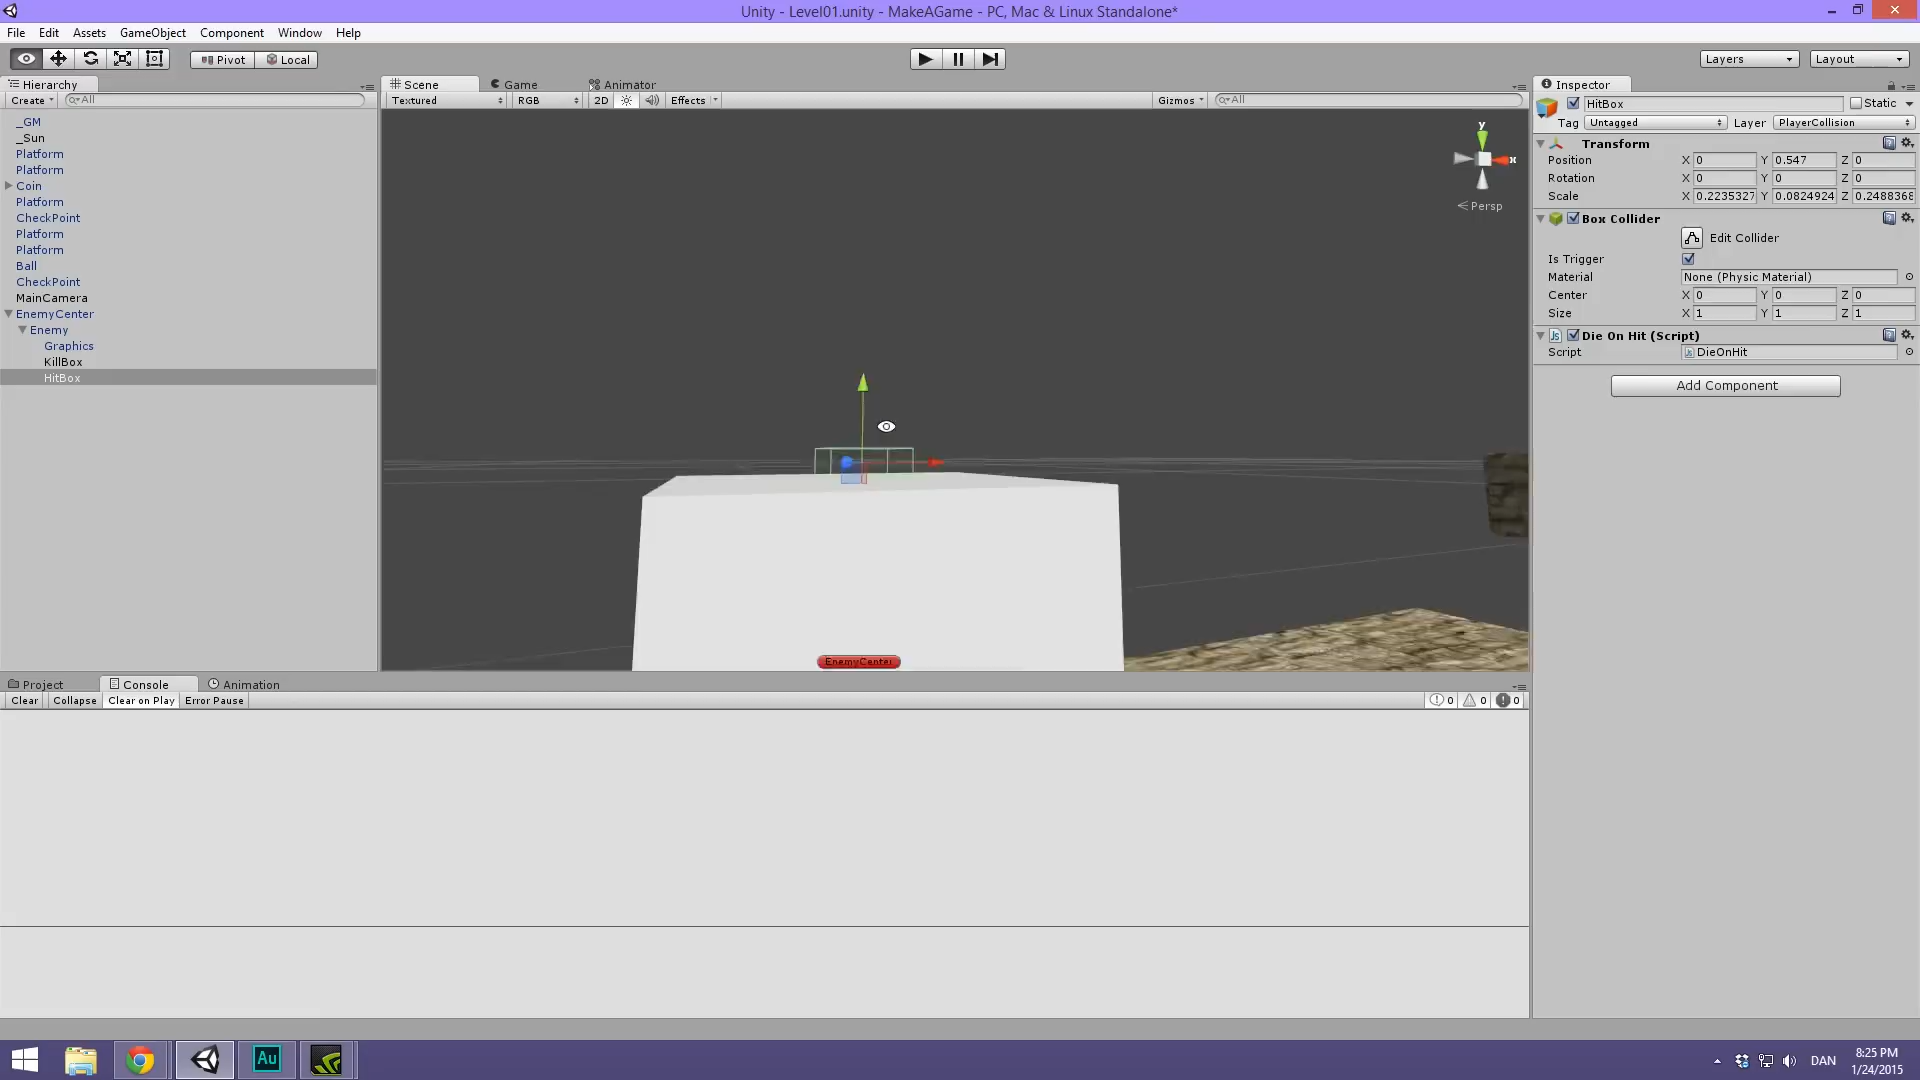 Unity - Level01.unity - MakeAGame - PC, Mac & Linux Standalone*
File Edit Assets GameObject Component Window Help
Pivot Local Layers Layout
Hierarchy
Create All
_GM
_Sun
Platform
Platform
Coin
Platform
CheckPoint
Platform
Platform
Ball
CheckPoint
MainCamera
EnemyCenter
Enemy
Graphics
KillBox
HitBox
Scene Game Animator
Textured RGB 2D Effects Gizmos All
y
x
Persp
EnemyCenter
Inspector
HitBox Static
Tag Untagged Layer PlayerCollision
Transform
Position X 0 Y 0.547 Z 0
Rotation X 0 Y 0 Z 0
Scale X 0.2235327 Y 0.0824924 Z 0.2488368
Box Collider
Edit Collider
Is Trigger
Material None (Physic Material)
Center X 0 Y 0 Z 0
Size X 1 Y 1 Z 1
Die On Hit (Script)
Script DieOnHit
Add Component
Project Console Animation
Clear Collapse Clear on Play Error Pause 0 0 0
Au DAN 8:25 PM
1/24/2015